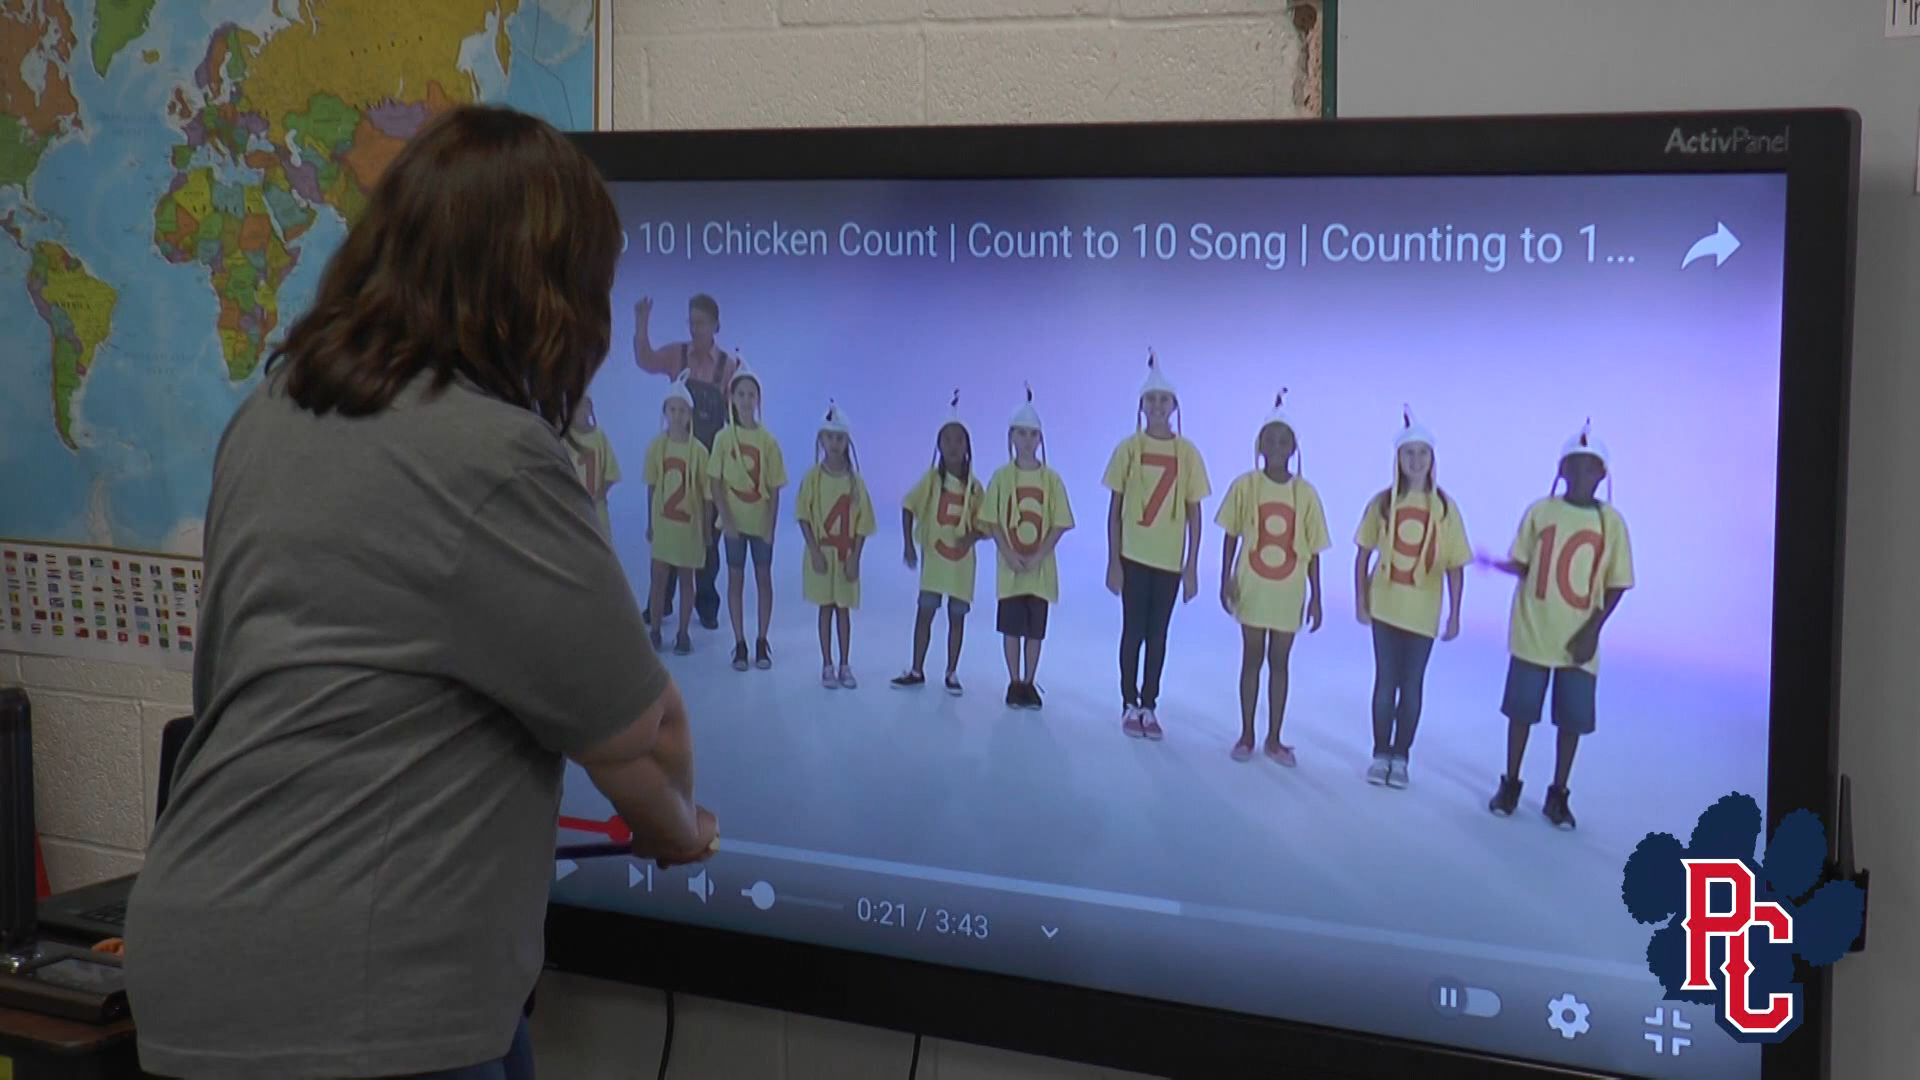 ActivPanel
10 | Chicken Count | Count to 10 Song | Counting to 1...
1 2 3 4 5 6 7 8 9 10
0:21 / 3:43
PC